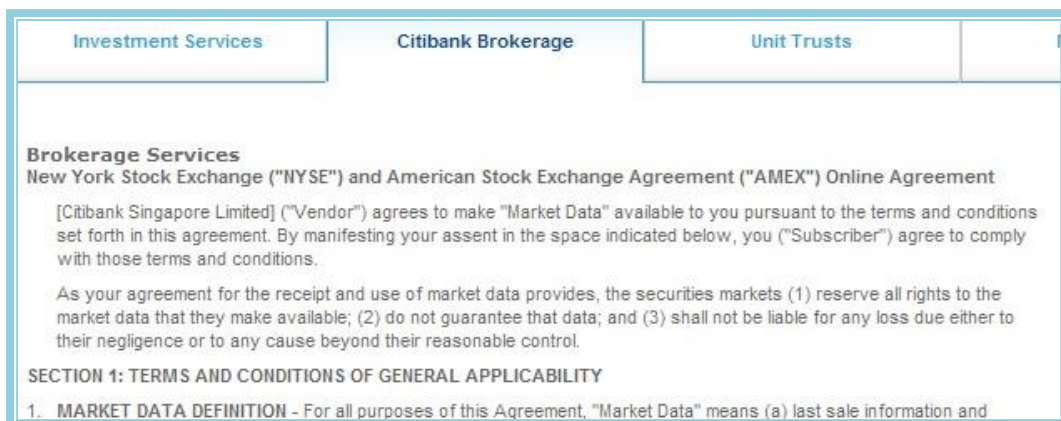 Investment Services Citibank Brokerage Unit Trusts
Brokerage Services
New York Stock Exchange ("NYSE") and American Stock Exchange Agreement ("AMEX") Online Agreement
[Citibank Singapore Limited] ("Vendor") agrees to make "Market Data" available to you pursuant to the terms and conditions
set forth in this agreement. By manifesting your assent in the space indicated below, you ("Subscriber") agree to comply
with those terms and conditions.
As your agreement for the receipt and use of market data provides, the securities markets (1) reserve all rights to the
market data that they make available; (2) do not guarantee that data; and (3) shall not be liable for any loss due either to
their negligence or to any cause beyond their reasonable control.
SECTION 1: TERMS AND CONDITIONS OF GENERAL APPLICABILITY
1. MARKET DATA DEFINITION - For all purposes of this Agreement, "Market Data" means (a) last sale information and